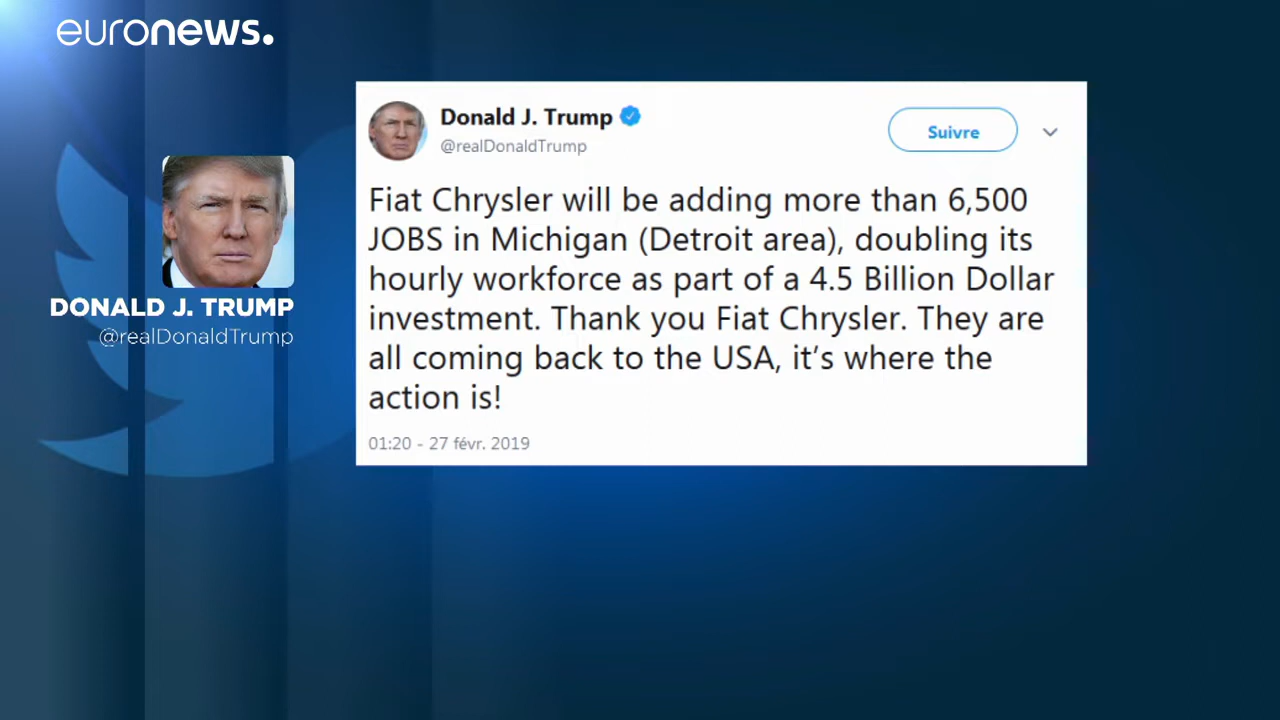 euronews.
DONALD J. TRUMP
@realDonaldTrump
Donald J. Trump
@realDonaldTrump
Suivre
Fiat Chrysler will be adding more than 6,500
JOBS in Michigan (Detroit area), doubling its
hourly workforce as part of a 4.5 Billion Dollar
investment. Thank you Fiat Chrysler. They are
all coming back to the USA, it’s where the
action is!
01:20 - 27 févr. 2019